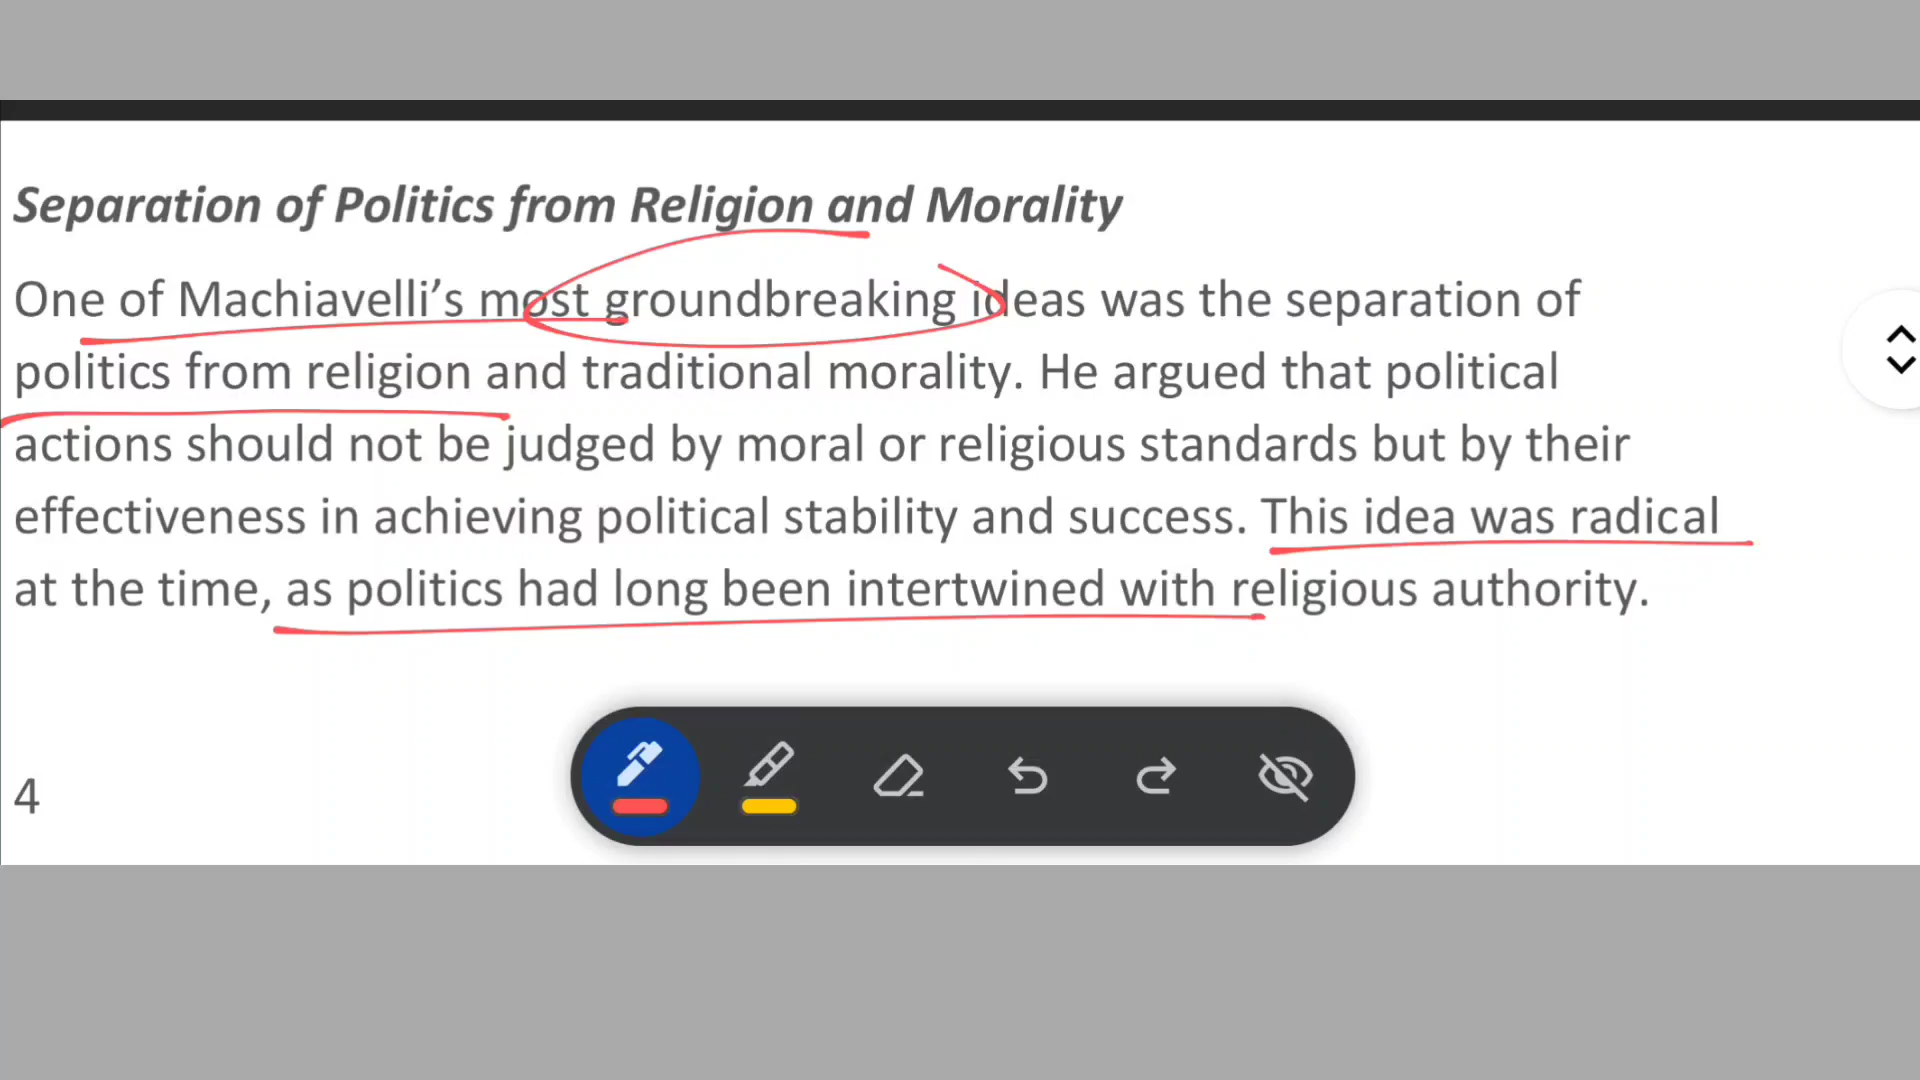 Separation of Politics from Religion and Morality
One of Machiavelli’s most groundbreaking ideas was the separation of
politics from religion and traditional morality. He argued that political
actions should not be judged by moral or religious standards but by their
effectiveness in achieving political stability and success. This idea was radical
at the time, as politics had long been intertwined with religious authority.
4